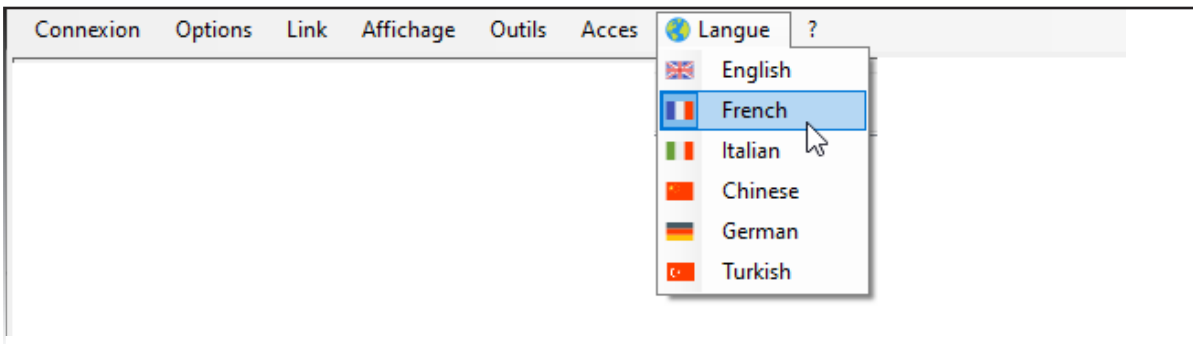 Connexion Options Link Affichage Outils Acces Langue ?
English
French
Italian
Chinese
German
Turkish